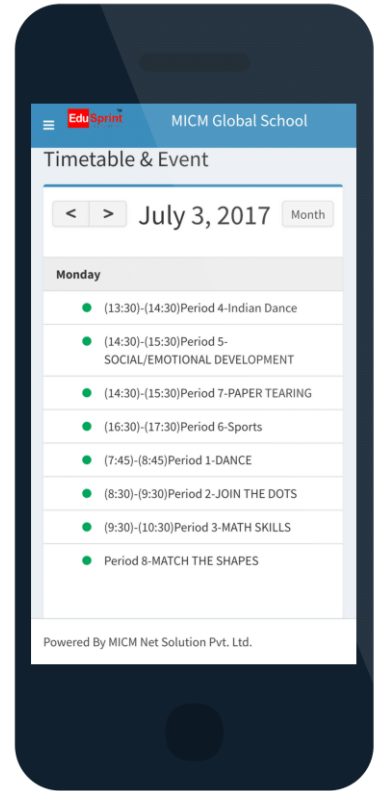 EduSprint™
MICM Global School
Timetable & Event
< > July 3, 2017 Month
Monday
(13:30)-(14:30)Period 4-Indian Dance
(14:30)-(15:30)Period 5-
SOCIAL/EMOTIONAL DEVELOPMENT
(14:30)-(15:30)Period 7-PAPER TEARING
(16:30)-(17:30)Period 6-Sports
(7:45)-(8:45)Period 1-DANCE
(8:30)-(9:30)Period 2-JOIN THE DOTS
(9:30)-(10:30)Period 3-MATH SKILLS
Period 8-MATCH THE SHAPES
Powered By MICM Net Solution Pvt. Ltd.